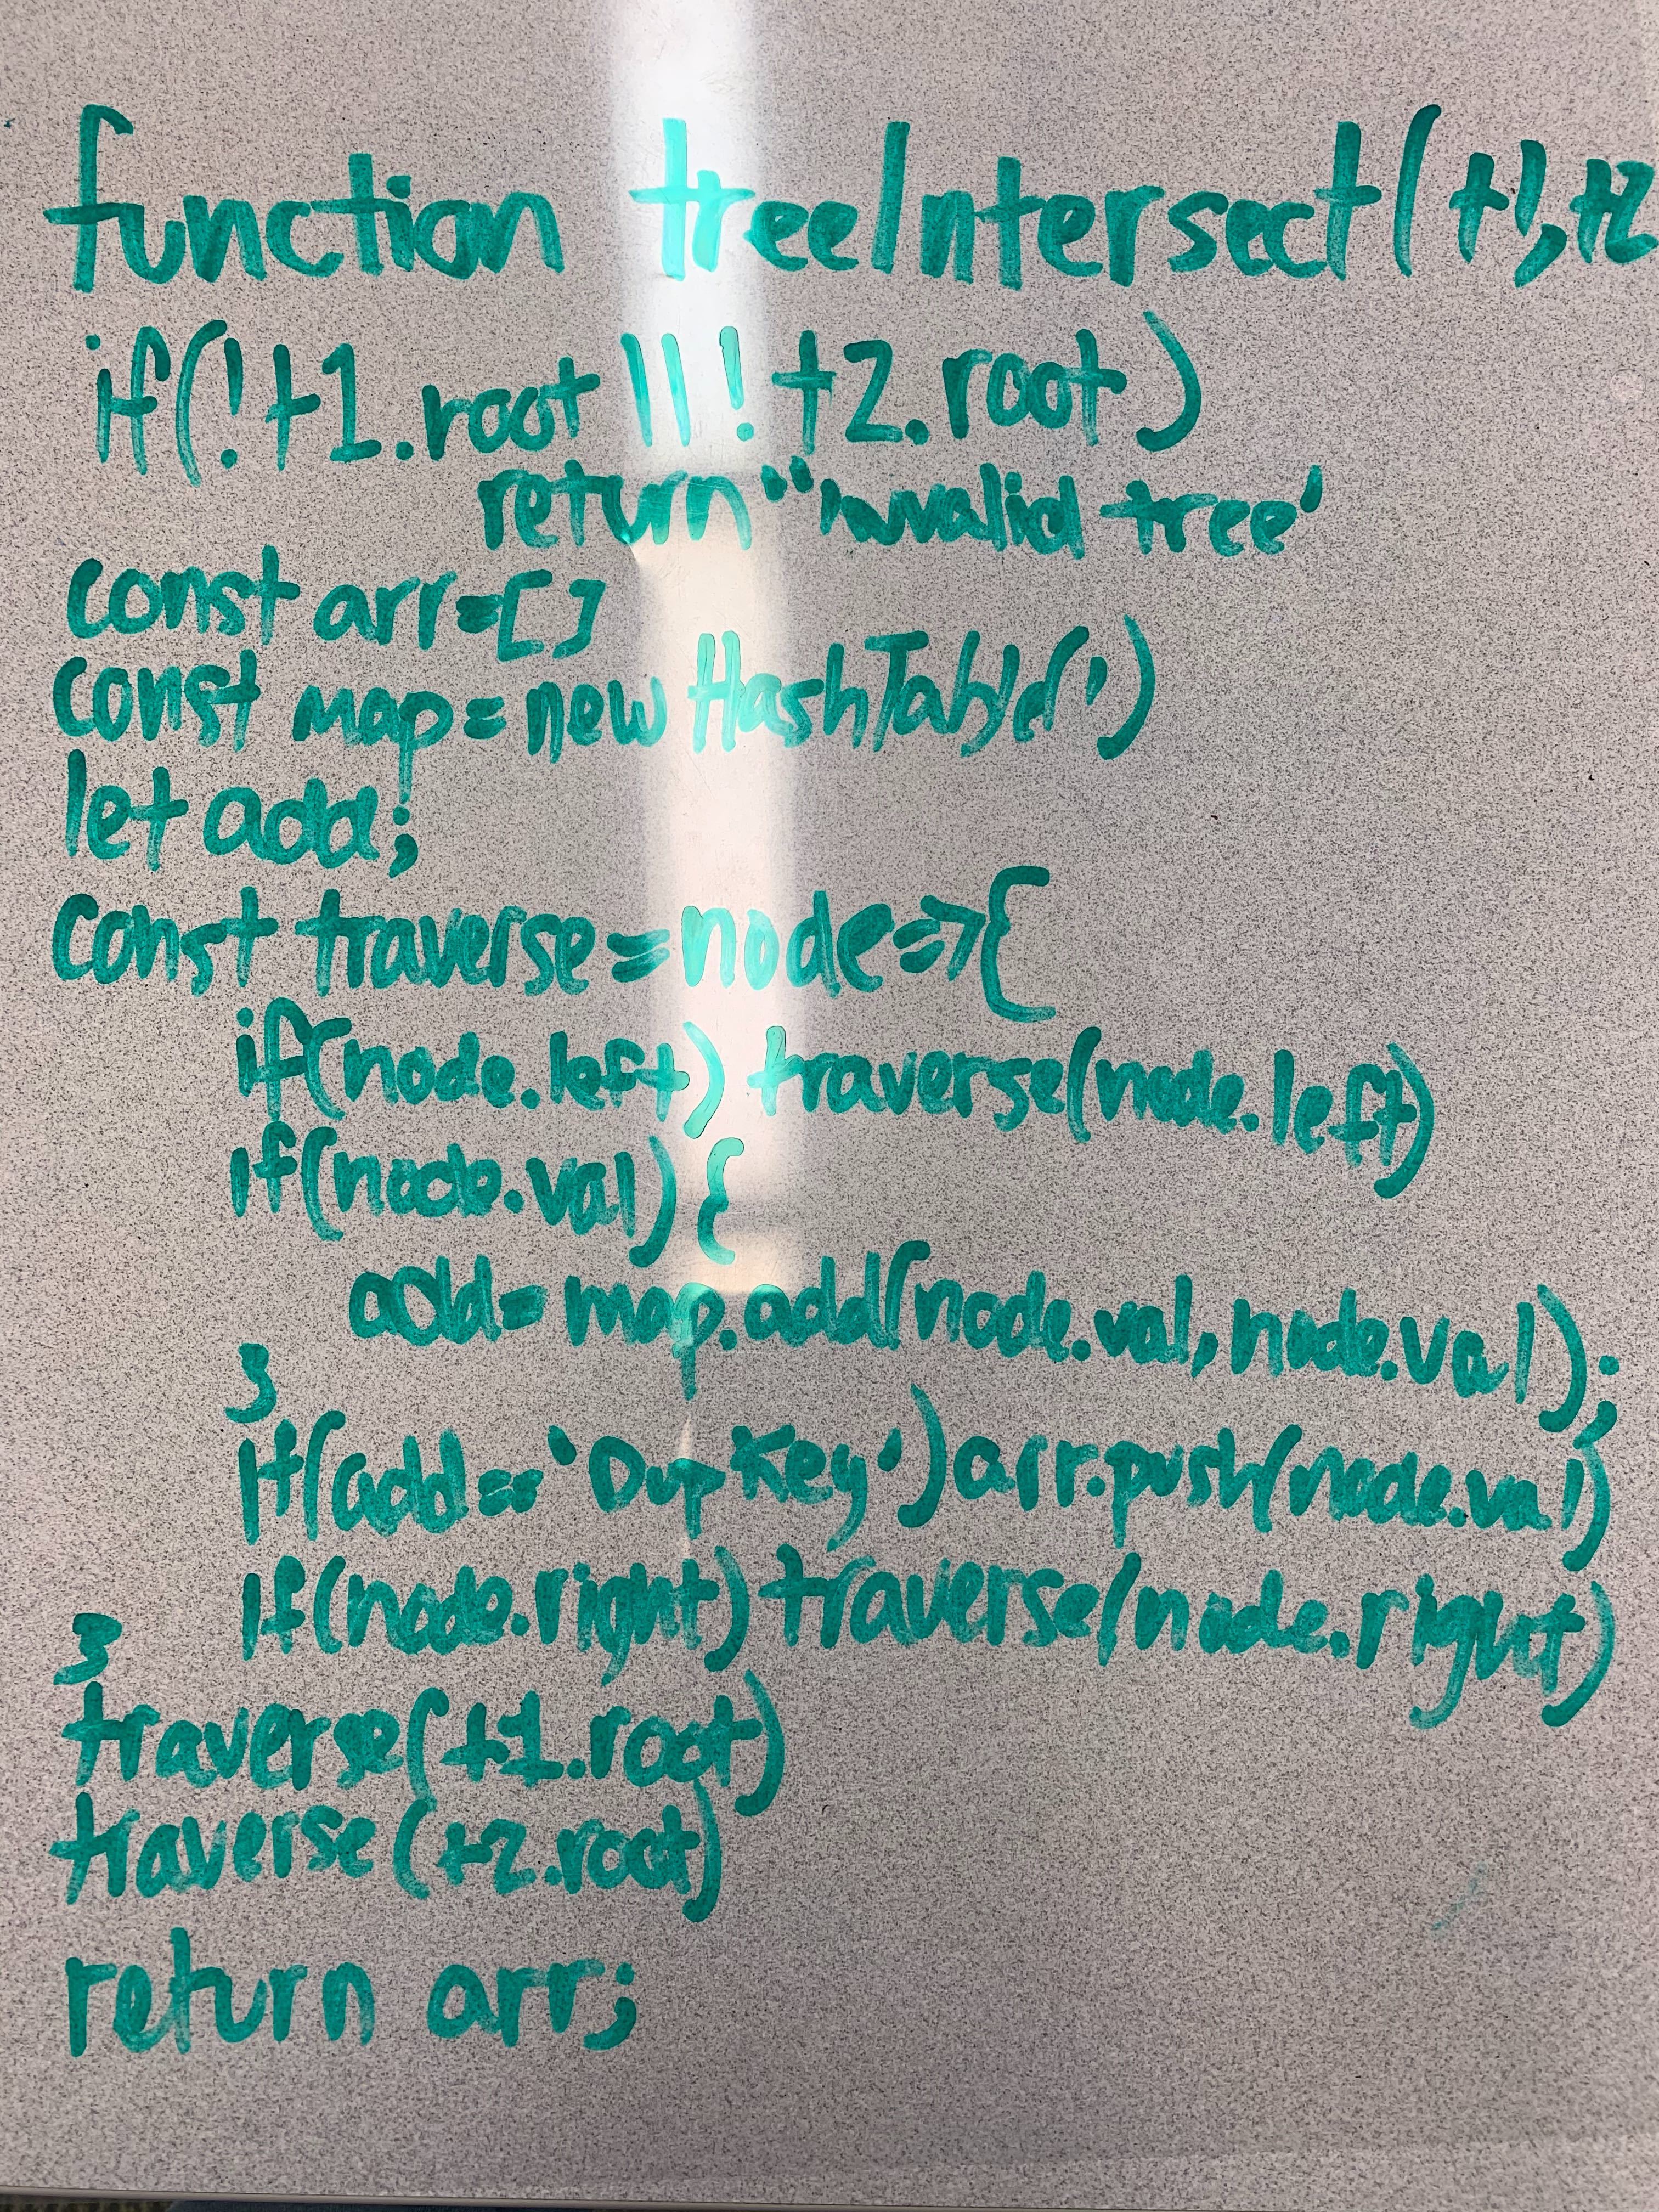 function treeIntersect(t1,t2
if(!t1.root || !t2.root)
return "invalid tree'
const arr=[]
const map=new HashTable(')
let add;
const traverse=node=>{
if(node.left) traverse(node.left)
if(node.val) {
add=map.add(node.val,node.val);
}
if(add== 'Dup Key')arr.push(node.val)
if(node.right)traverse(node.right)
}
traverse(t1.root)
traverse(t2.root)
return arr;